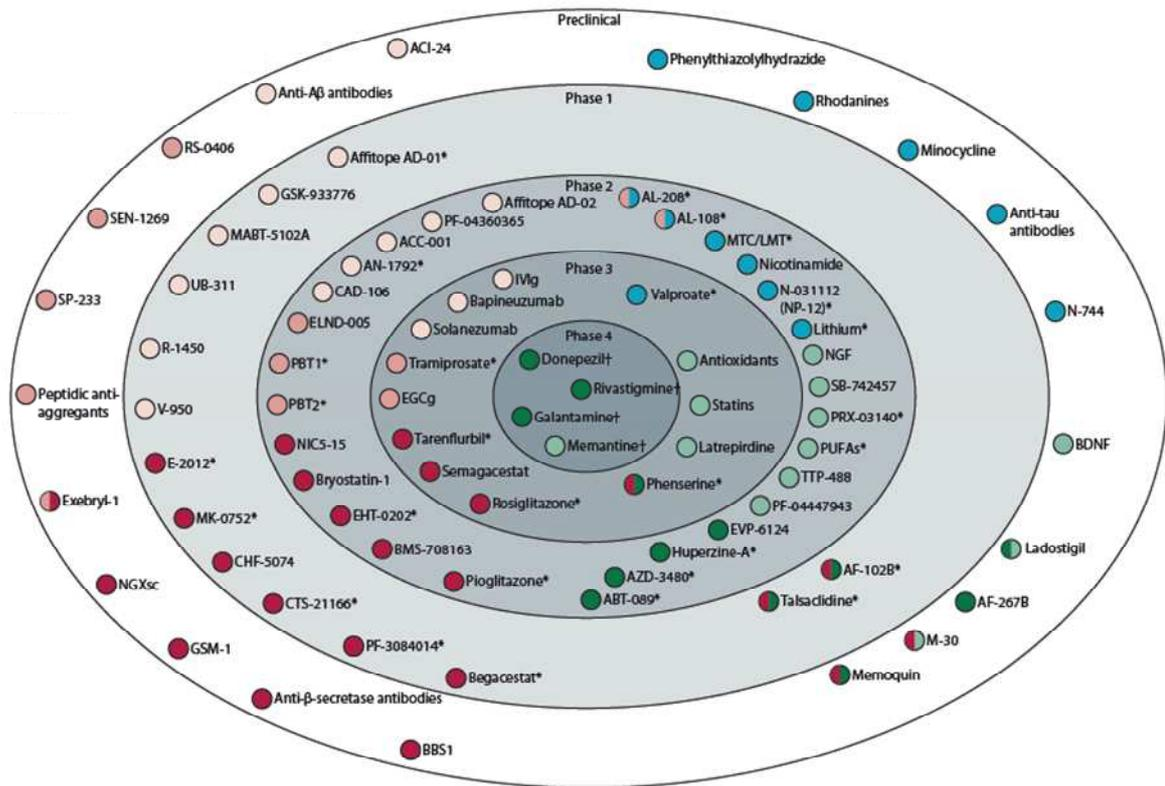 Preclinical
ACI-24
Phenylthiazolylhydrazide
Anti-Aβ antibodies
Phase 1
Rhodanines
RS-0406
Affitope AD-01*
Minocycline
GSK-933776
Phase 2
AL-208*
Affitope AD-02
SEN-1269
PF-04360365
AL-108*
Anti-tau
antibodies
MABT-5102A
ACC-001
MTC/LMT*
AN-1792*
Phase 3
Nicotinamide
IVIg
UB-311
CAD-106
Valproate*
N-031112
(NP-12)*
SP-233
Bapineuzumab
N-744
ELND-005
Solanezumab
Phase 4
Lithium*
R-1450
NGF
PBT1*
Tramiprosate*
Donepezil†
Antioxidants
Peptidic anti-
aggregants
Rivastigmine†
SB-742457
V-950
PBT2*
EGCg
Statins
Galantamine†
PRX-03140*
NIC5-15
Tarenflurbil*
Memantine†
Latrepirdine
PUFAs*
BDNF
E-2012*
Semagacestat
TTP-488
Bryostatin-1
Phenserine*
Exebryl-1
Rosiglitazone*
PF-04447943
MK-0752*
EHT-0202*
EVP-6124
BMS-708163
Huperzine-A*
Ladostigil
CHF-5074
AF-102B*
NGXsc
Pioglitazone*
AZD-3480*
CTS-21166*
ABT-089*
Talsaclidine*
AF-267B
GSM-1
PF-3084014*
M-30
Begacestat*
Memoquin
Anti-β-secretase antibodies
BBS1